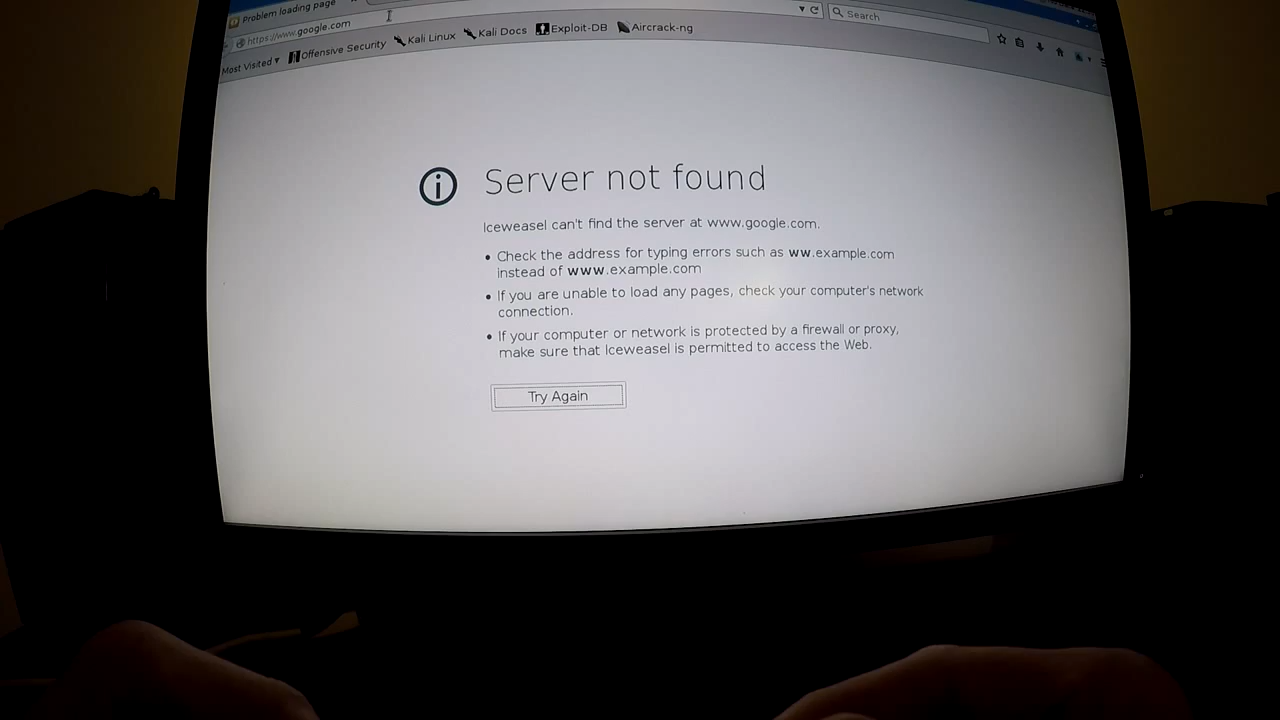 Problem loading page
https://www.google.com
Search
Most Visited
Offensive Security
Kali Linux
Kali Docs
Exploit-DB
Aircrack-ng
Server not found
Iceweasel can't find the server at www.google.com.
• Check the address for typing errors such as ww.example.com
instead of www.example.com
• If you are unable to load any pages, check your computer's network
connection.
• If your computer or network is protected by a firewall or proxy,
make sure that Iceweasel is permitted to access the Web.
Try Again